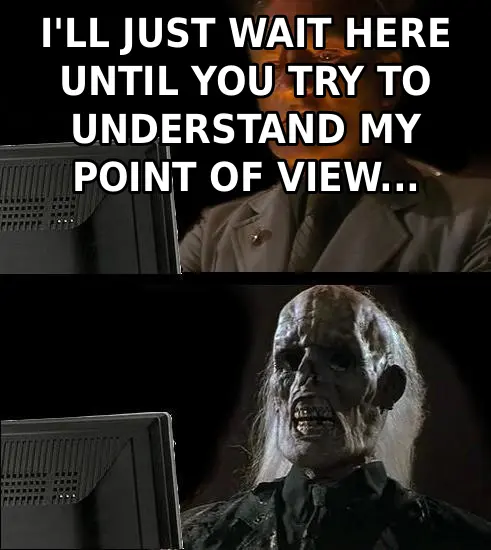 I'LL JUST WAIT HERE
UNTIL YOU TRY TO
UNDERSTAND MY
POINT OF VIEW...